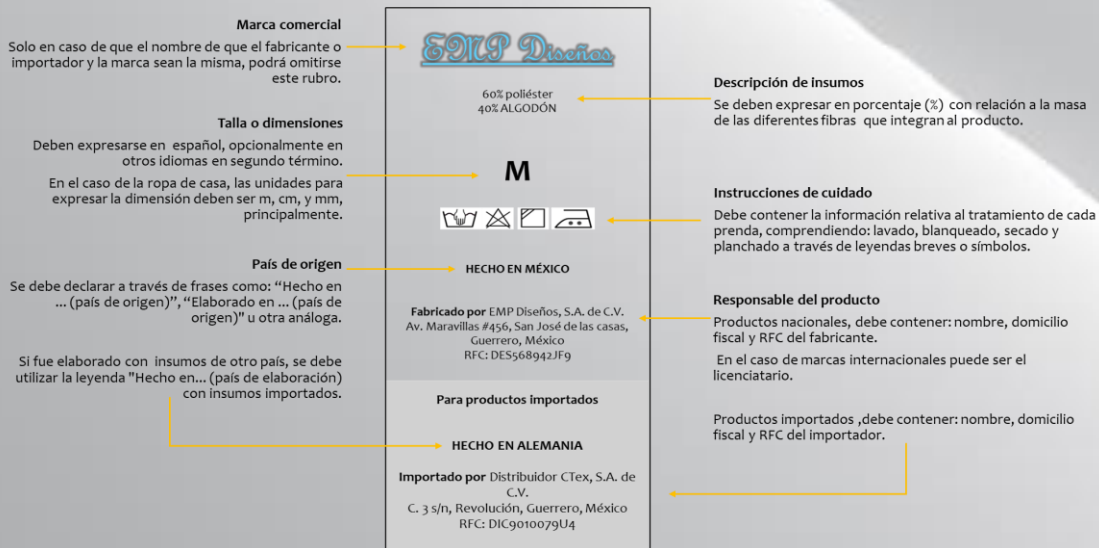 Marca comercial
Solo en caso de que el nombre de que el fabricante o
importador y la marca sean la misma, podrá omitirse
este rubro.
Talla o dimensiones
Deben expresarse en español, opcionalmente en
otros idiomas en segundo término.
En el caso de la ropa de casa, las unidades para
expresar la dimensión deben ser m, cm, y mm,
principalmente.
País de origen
Se debe declarar a través de frases como: “Hecho en
... (país de origen)”, “Elaborado en ... (país de
origen)" u otra análoga.
Si fue elaborado con insumos de otro país, se debe
utilizar la leyenda "Hecho en... (país de elaboración)
con insumos importados.
EMP Diseños
60% poliéster
40% ALGODÓN
M
HECHO EN MÉXICO
Fabricado por EMP Diseños, S.A. de C.V.
Av. Maravillas #456, San José de las casas,
Guerrero, México
RFC: DES568942JF9
Para productos importados
HECHO EN ALEMANIA
Importado por Distribuidor CTex, S.A. de
C.V.
C. 3 s/n, Revolución, Guerrero, México
RFC: DIC9010079U4
Descripción de insumos
Se deben expresar en porcentaje (%) con relación a la masa
de las diferentes fibras que integran al producto.
Instrucciones de cuidado
Debe contener la información relativa al tratamiento de cada
prenda, comprendiendo: lavado, blanqueado, secado y
planchado a través de leyendas breves o símbolos.
Responsable del producto
Productos nacionales, debe contener: nombre, domicilio
fiscal y RFC del fabricante.
En el caso de marcas internacionales puede ser el
licenciatario.
Productos importados ,debe contener: nombre, domicilio
fiscal y RFC del importador.